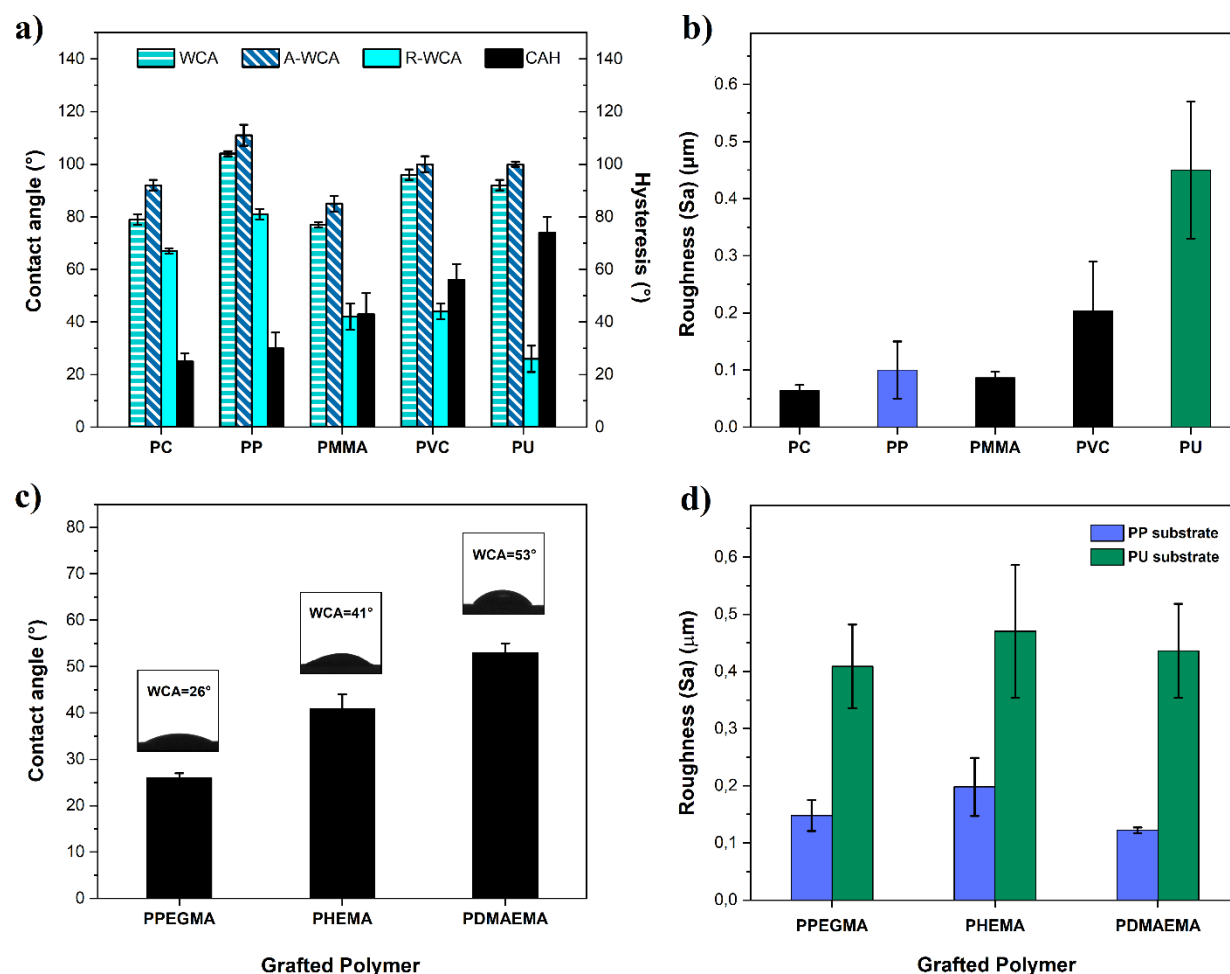 a)
WCA A-WCA R-WCA CAH
Contact angle (°)
140
120
100
80
60
40
20
0
Hysteresis (°)
140
120
100
80
60
40
20
0
PC PP PMMA PVC PU
b)
Roughness (Sa) (µm)
0.6
0.5
0.4
0.3
0.2
0.1
0.0
PC PP PMMA PVC PU
c)
Contact angle (°)
80
70
60
50
40
30
20
10
0
WCA=26°
WCA=41°
WCA=53°
PPEGMA PHEMA PDMAEMA
Grafted Polymer
d)
PP substrate
PU substrate
Roughness (Sa) (µm)
0,6
0,5
0,4
0,3
0,2
0,1
0,0
PPEGMA PHEMA PDMAEMA
Grafted Polymer